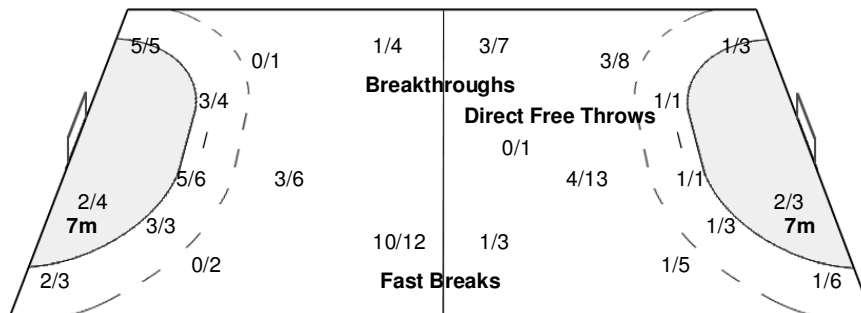 5/5 1/4 3/7 1/3
0/1 3/8
Breakthroughs
3/4 1/1
Direct Free Throws
0/1
5/6 3/6 4/13 1/1
2/4 2/3
7m 3/3 1/3 7m
10/12 1/3
0/2 1/5
2/3 Fast Breaks 1/6